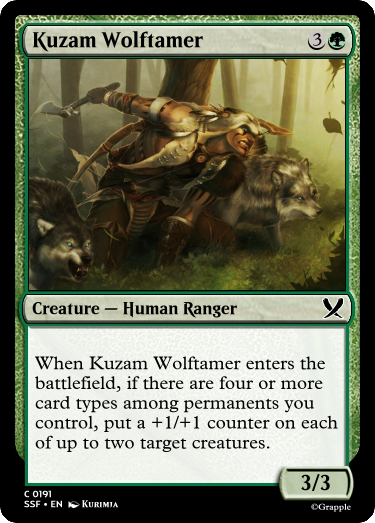 Kuzam Wolftamer 3
Creature — Human Ranger
When Kuzam Wolftamer enters the
battlefield, if there are four or more
card types among permanents you
control, put a +1/+1 counter on each
of up to two target creatures.
3/3
C 0191
SSF • EN Kurimia
©Grapple